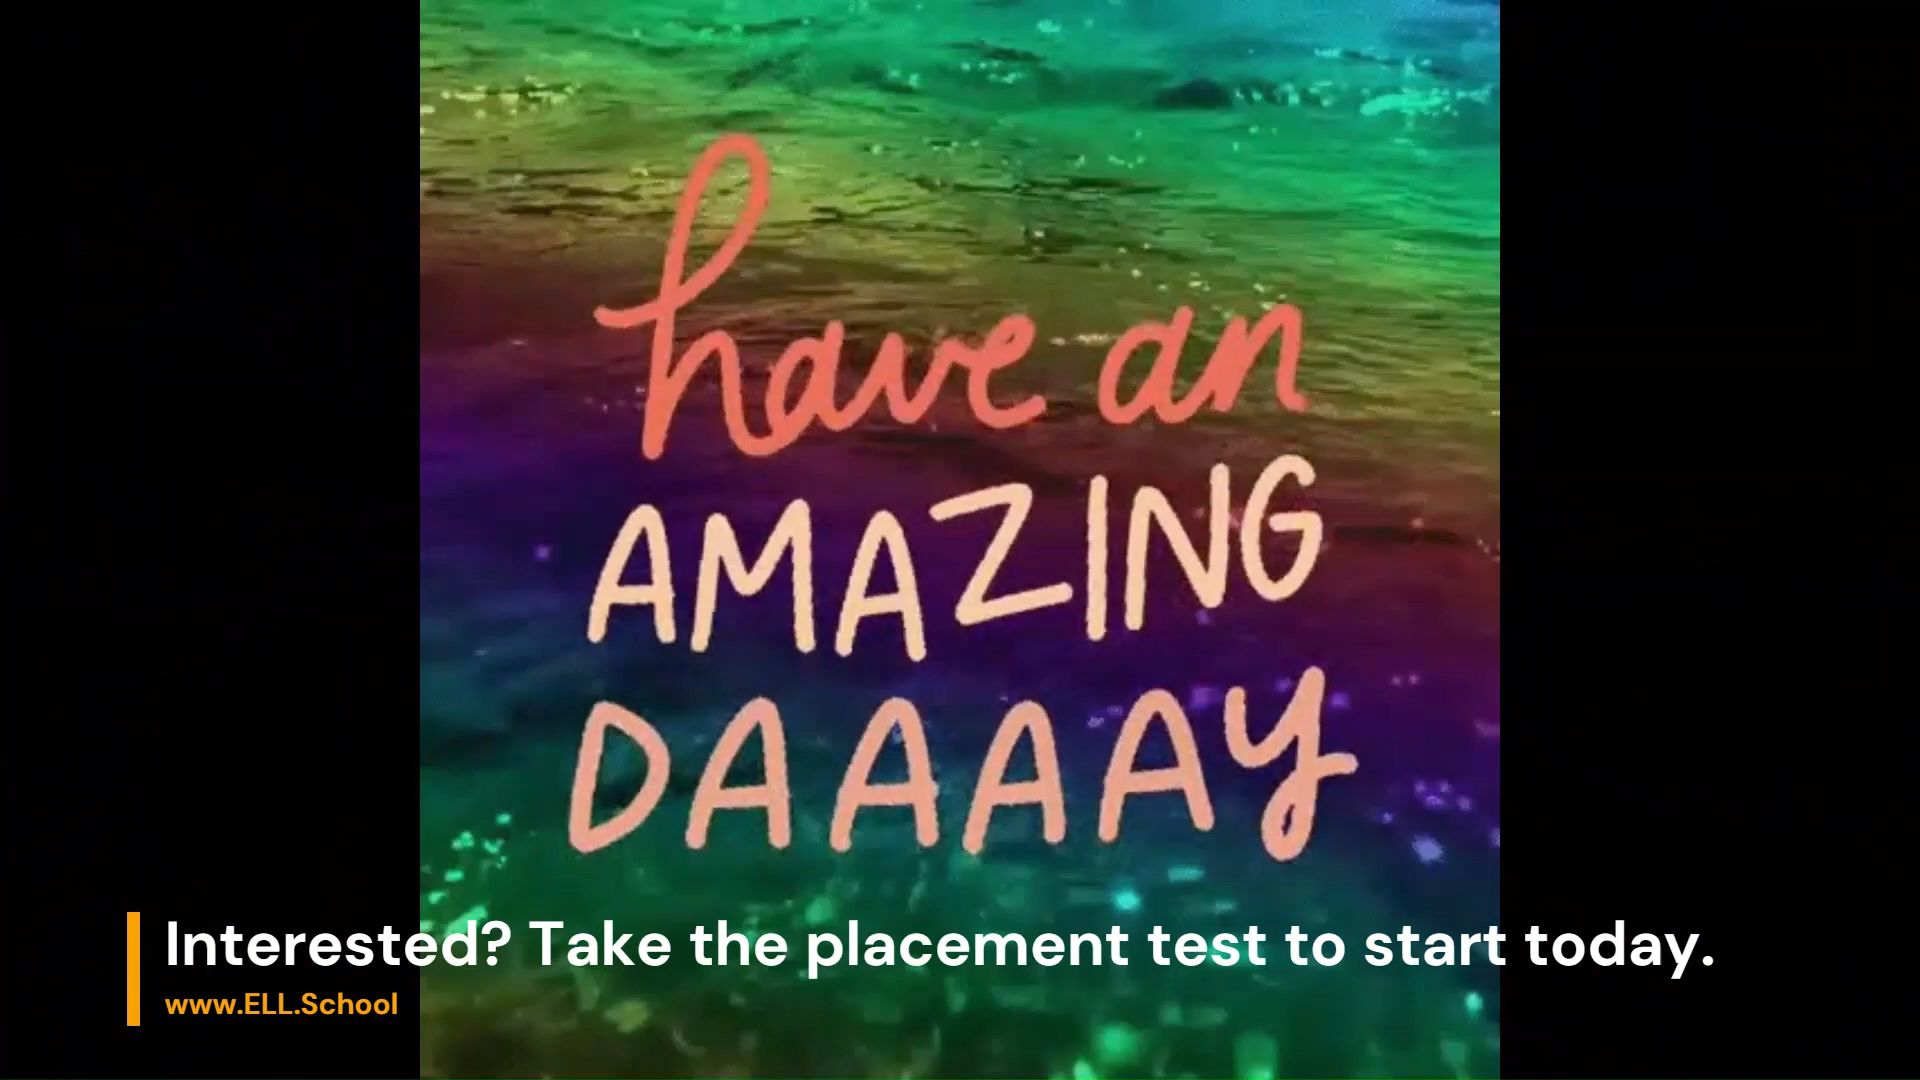 have an
AMAZING
DAAAAY
Interested? Take the placement test to start today.
www.ELL.School